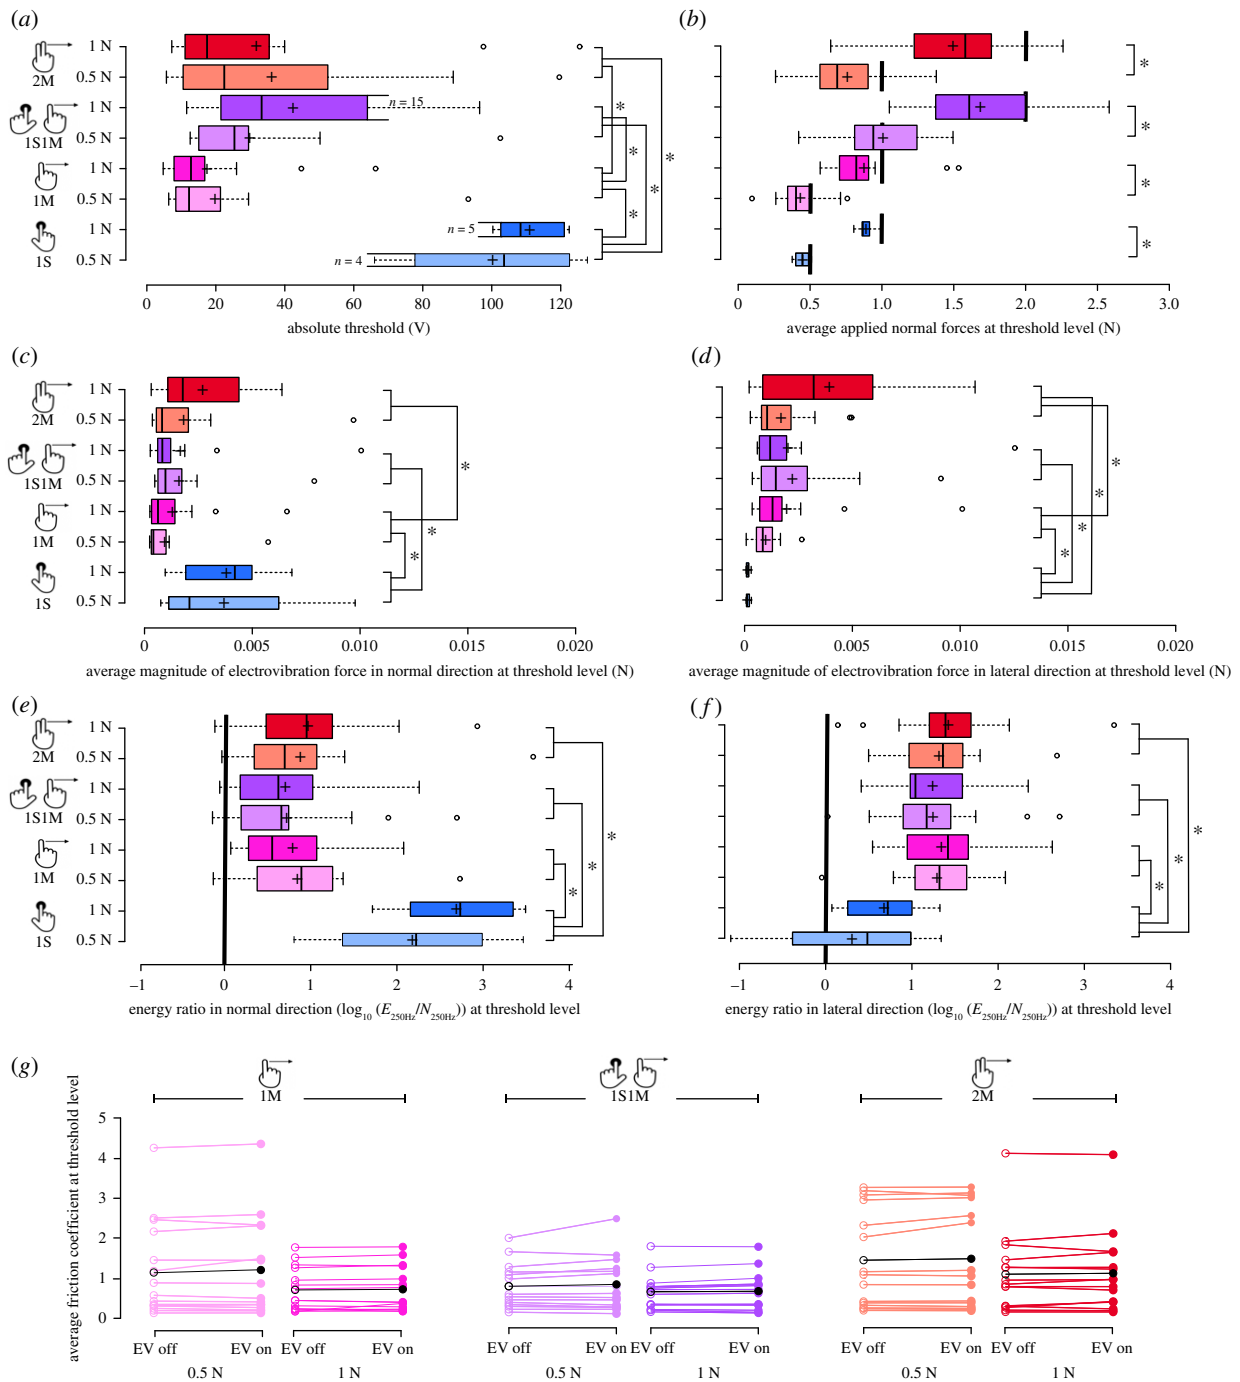 (a)
1 N
2M
0.5 N
1 N
n = 15
1S1M
0.5 N
1 N
1M
0.5 N
1 N
n = 5
1S
0.5 N
n = 4
*
*
*
*
*
0 20 40 60 80 100 120
absolute threshold (V)
(b)
*
*
*
*
0 0.5 1.0 1.5 2.0 2.5 3.0
average applied normal forces at threshold level (N)
(c)
1 N
2M
0.5 N
1 N
1S1M
0.5 N
1 N
1M
0.5 N
1 N
1S
0.5 N
*
*
*
0 0.005 0.010 0.015 0.020
average magnitude of electrovibration force in normal direction at threshold level (N)
(d)
*
*
*
*
0 0.005 0.010 0.015 0.020
average magnitude of electrovibration force in lateral direction at threshold level (N)
(e)
1 N
2M
0.5 N
1 N
1S1M
0.5 N
1 N
1M
0.5 N
1 N
1S
0.5 N
*
*
*
–1 0 1 2 3 4
energy ratio in normal direction (log10 (E250Hz/N250Hz)) at threshold level
(f)
*
*
*
–1 0 1 2 3 4
energy ratio in lateral direction (log10 (E250Hz/N250Hz)) at threshold level
(g)
1M 1S1M 2M
average friction coefficient at threshold level
5
4
3
2
1
0
EV off EV on EV off EV on EV off EV on EV off EV on EV off EV on EV off EV on
0.5 N 1 N 0.5 N 1 N 0.5 N 1 N